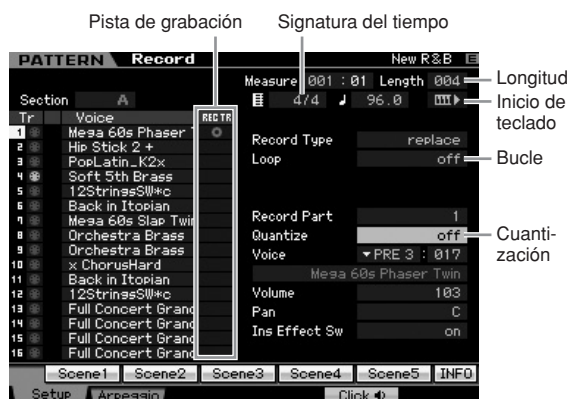 Pista de grabación
Signatura del tiempo
PATTERN Record New R&B E
Measure 001 : 01 Length 004
Longitud
Section A
4/4 96.0
Inicio de teclado
Tr Voice REC TR
1 Mega 60s Phaser T
2 Hip Stick 2 +
3 PopLatin_K2x
4 Soft 5th Brass
5 12StringsSW*c
6 Back in Itopian
7 Mega 60s Slap Twin
8 Orchestra Brass
9 Orchestra Brass
10 x ChorusHard
11 Back in Itopian
12 12StringsSW*c
13 Full Concert Grand
14 Full Concert Grand
15 Full Concert Grand
16 Full Concert Grand
Record Type replace
Loop off
Bucle
Record Part 1
Quantize off
Cuanti-
zación
Voice PRE 3 : 017
Mega 60s Phaser Twin
Volume 103
Pan C
Ins Effect Sw on
Scene1 Scene2 Scene3 Scene4 Scene5 INFO
Setup Arpeggio Click